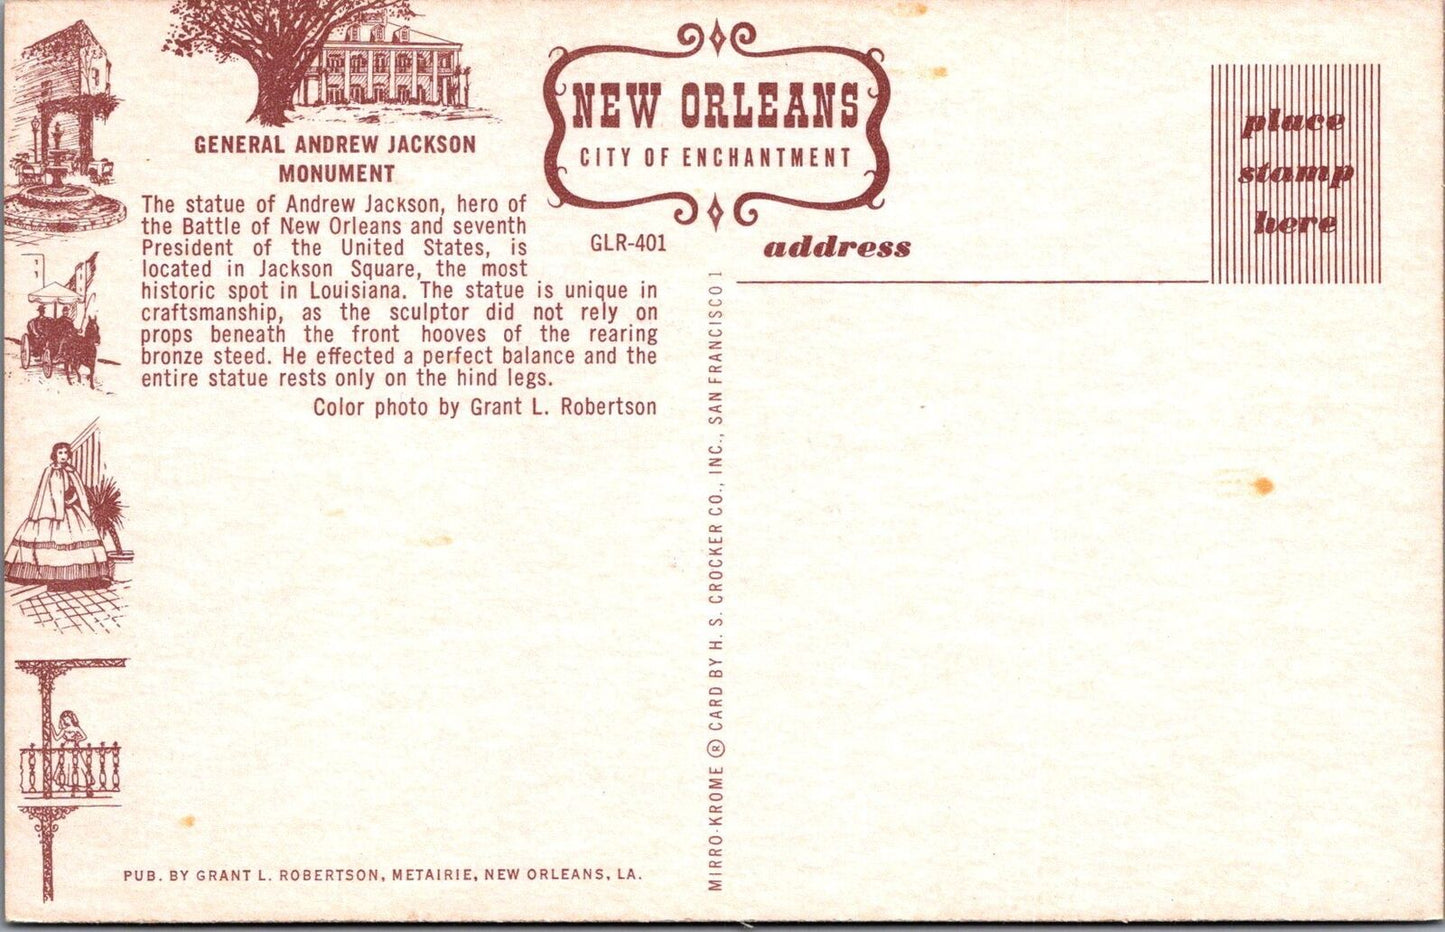 GENERAL ANDREW JACKSON
MONUMENT
The statue of Andrew Jackson, hero of
the Battle of New Orleans and seventh
President of the United States, is
located in Jackson Square, the most
historic spot in Louisiana. The statue is unique in
craftsmanship, as the sculptor did not rely on
props beneath the front hooves of the rearing
bronze steed. He effected a perfect balance and the
entire statue rests only on the hind legs.
Color photo by Grant L. Robertson
NEW ORLEANS
CITY OF ENCHANTMENT
GLR-401
address
place
stamp
here
MIRRO-KROME ® CARD BY H. S. CROCKER CO., INC., SAN FRANCISCO 1
PUB. BY GRANT L. ROBERTSON, METAIRIE, NEW ORLEANS, LA.